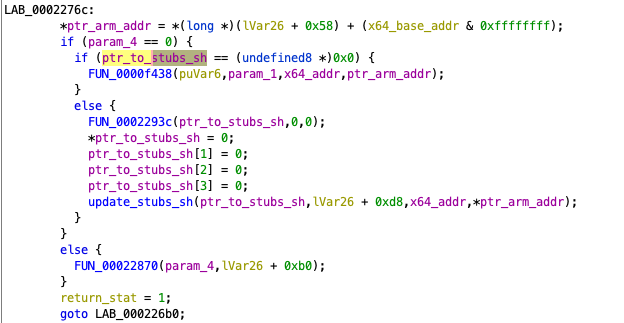 LAB_0002276c:
*ptr_arm_addr = *(long *)(lVar26 + 0x58) + (x64_base_addr & 0xffffffff);
if (param_4 == 0) {
if (ptr_to_stubs_sh == (undefined8 *)0x0) {
FUN_0000f438(puVar6,param_1,x64_addr,ptr_arm_addr);
}
else {
FUN_0002293c(ptr_to_stubs_sh,0,0);
*ptr_to_stubs_sh = 0;
ptr_to_stubs_sh[1] = 0;
ptr_to_stubs_sh[2] = 0;
ptr_to_stubs_sh[3] = 0;
update_stubs_sh(ptr_to_stubs_sh,lVar26 + 0xd8,x64_addr,*ptr_arm_addr);
}
}
else {
FUN_00022870(param_4,lVar26 + 0xb0);
}
return_stat = 1;
goto LAB_000226b0;